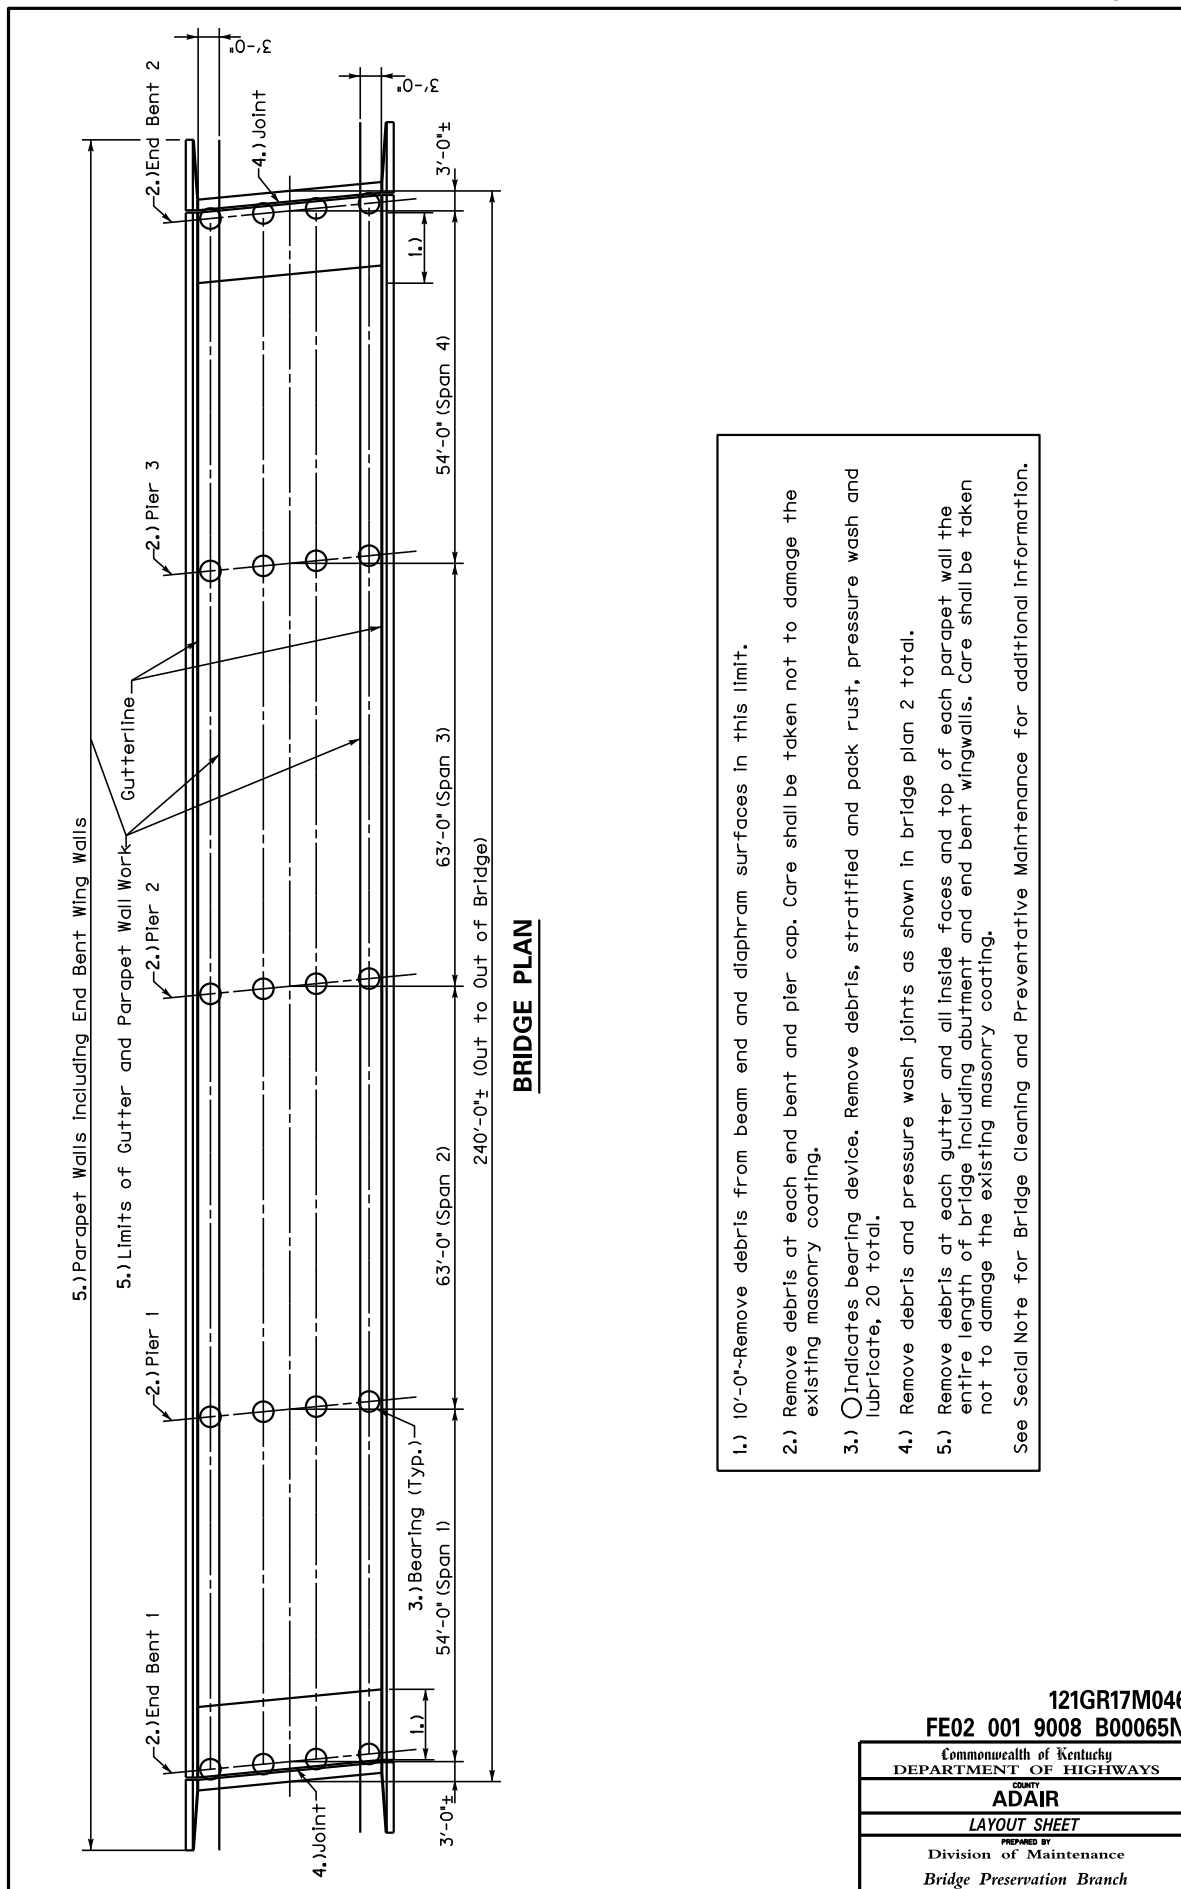 5.) Parapet Walls including End Bent Wing Walls
5.) Limits of Gutter and Parapet Wall Work
Gutterline
2.) End Bent 1
2.) Pier 1
2.) Pier 2
2.) Pier 3
2.) End Bent 2
3'-0"
3'-0"
4.) Joint
4.) Joint
3.) Bearing (Typ.)
1.)
1.)
3'-0"±
54'-0" (Span 1)
63'-0" (Span 2)
63'-0" (Span 3)
54'-0" (Span 4)
3'-0"±
240'-0"± (Out to Out of Bridge)
BRIDGE PLAN
1.) 10'-0"~Remove debris from beam end and diaphram surfaces in this limit.
2.) Remove debris at each end bent and pier cap. Care shall be taken not to damage the
existing masonry coating.
3.) Indicates bearing device. Remove debris, stratified and pack rust, pressure wash and
lubricate, 20 total.
4.) Remove debris and pressure wash joints as shown in bridge plan 2 total.
5.) Remove debris at each gutter and all inside faces and top of each parapet wall the
entire length of bridge including abutment and end bent wingwalls. Care shall be taken
not to damage the existing masonry coating.
See Secial Note for Bridge Cleaning and Preventative Maintenance for additional information.
121GR17M046
FE02 001 9008 B00065N
Commonwealth of Kentucky
DEPARTMENT OF HIGHWAYS
COUNTY
ADAIR
LAYOUT SHEET
PREPARED BY
Division of Maintenance
Bridge Preservation Branch